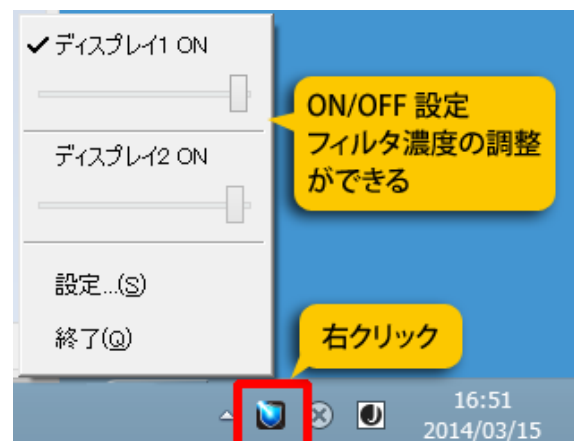 ディスプレイ1 ON
ON/OFF 設定
フィルタ濃度の調整
ができる
ディスプレイ2 ON
設定...(S)
終了(Q)
右クリック
16:51
2014/03/15